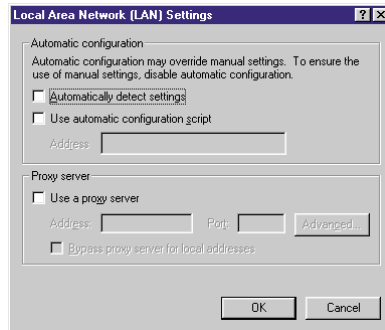 Local Area Network (LAN) Settings
Automatic configuration
Automatic configuration may override manual settings. To ensure the
use of manual settings, disable automatic configuration.
Automatically detect settings
Use automatic configuration script
Address
Proxy server
Use a proxy server
Address: Port: Advanced...
Bypass proxy server for local addresses
OK Cancel